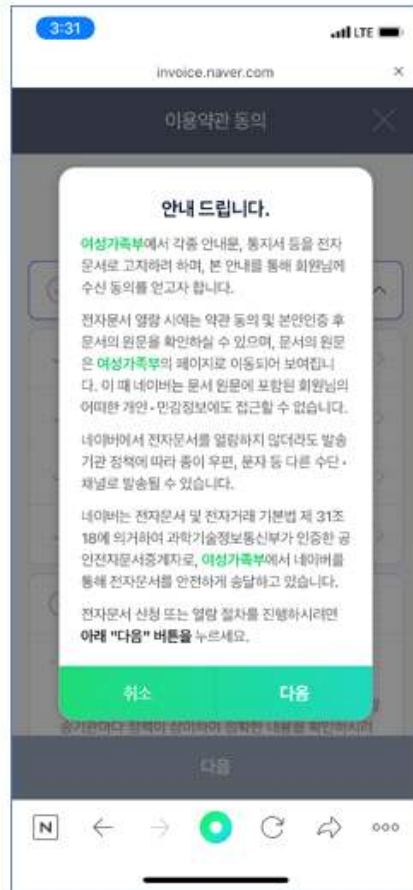 3:31
LTE
invoice.naver.com
이용약관 동의
안내 드립니다.
여성가족부에서 각종 안내문, 통지서 등을 전자
문서로 고지하려 하며, 본 안내를 통해 회원님께
수신 동의를 얻고자 합니다.
전자문서 열람 시에는 약관 동의 및 본인인증 후
문서의 원문을 확인하실 수 있으며, 문서의 원문
은 여성가족부의 페이지로 이동되어 보여집니
다. 이 때 네이버는 문서 원문에 포함된 회원님의
어떠한 개인·민감정보에도 접근할 수 없습니다.
네이버에서 전자문서를 열람하지 않더라도 발송
기관 정책에 따라 종이 우편, 문자 등 다른 수단·
채널로 발송될 수 있습니다.
네이버는 전자문서 및 전자거래 기본법 제 31조
18에 의거하여 과학기술정보통신부가 인증한 공
인전자문서중계자로, 여성가족부에서 네이버를
통해 전자문서를 안전하게 송달하고 있습니다.
전자문서 신청 또는 열람 절차를 진행하시려면
아래 "다음" 버튼을 누르세요.
취소
다음
다음
N